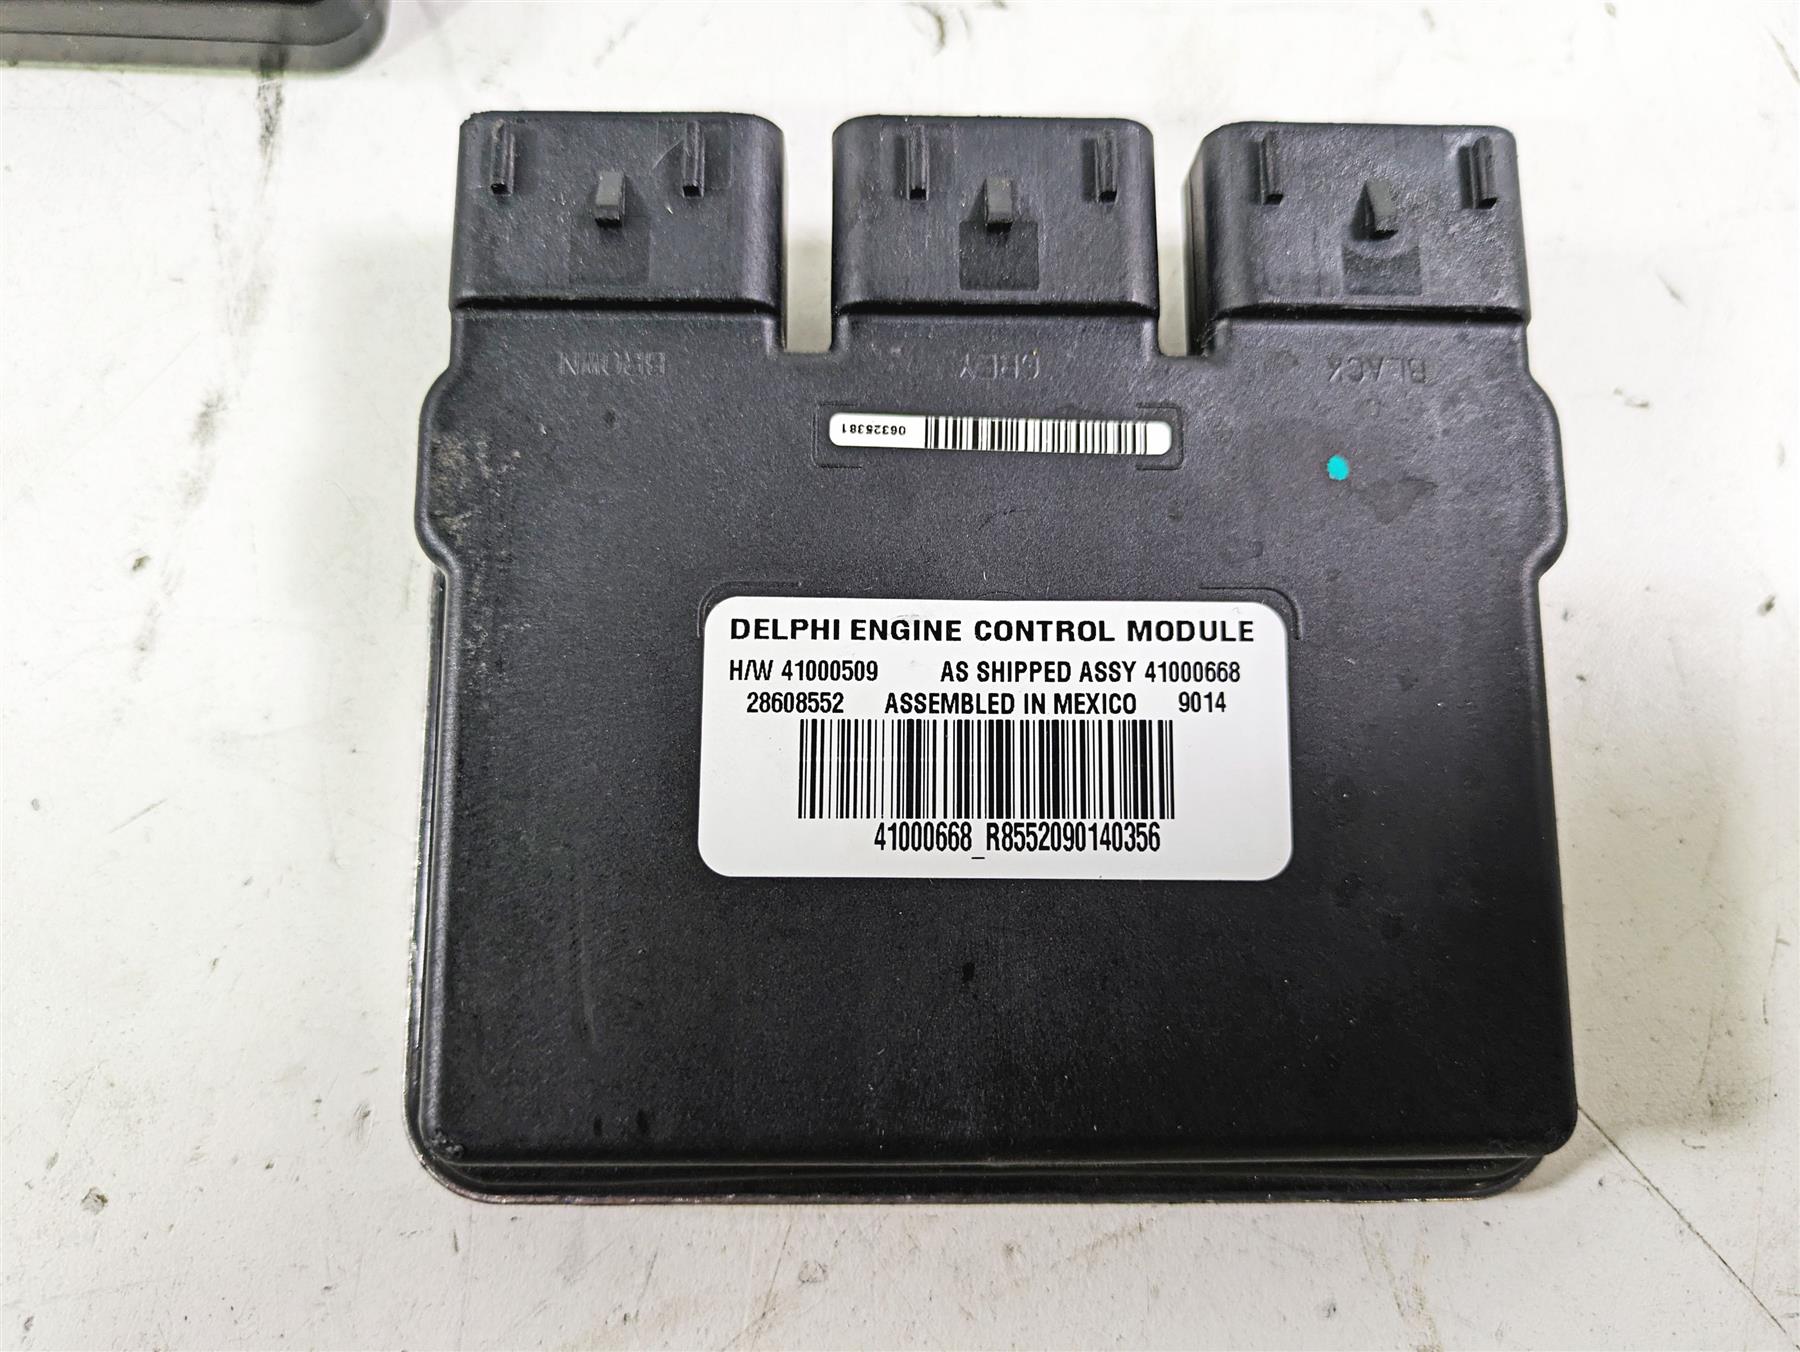 BROWN GREY BLACK
06325381
DELPHI ENGINE CONTROL MODULE
H/W 41000509 AS SHIPPED ASSY 41000668
28608552 ASSEMBLED IN MEXICO 9014
41000668_R8552090140356